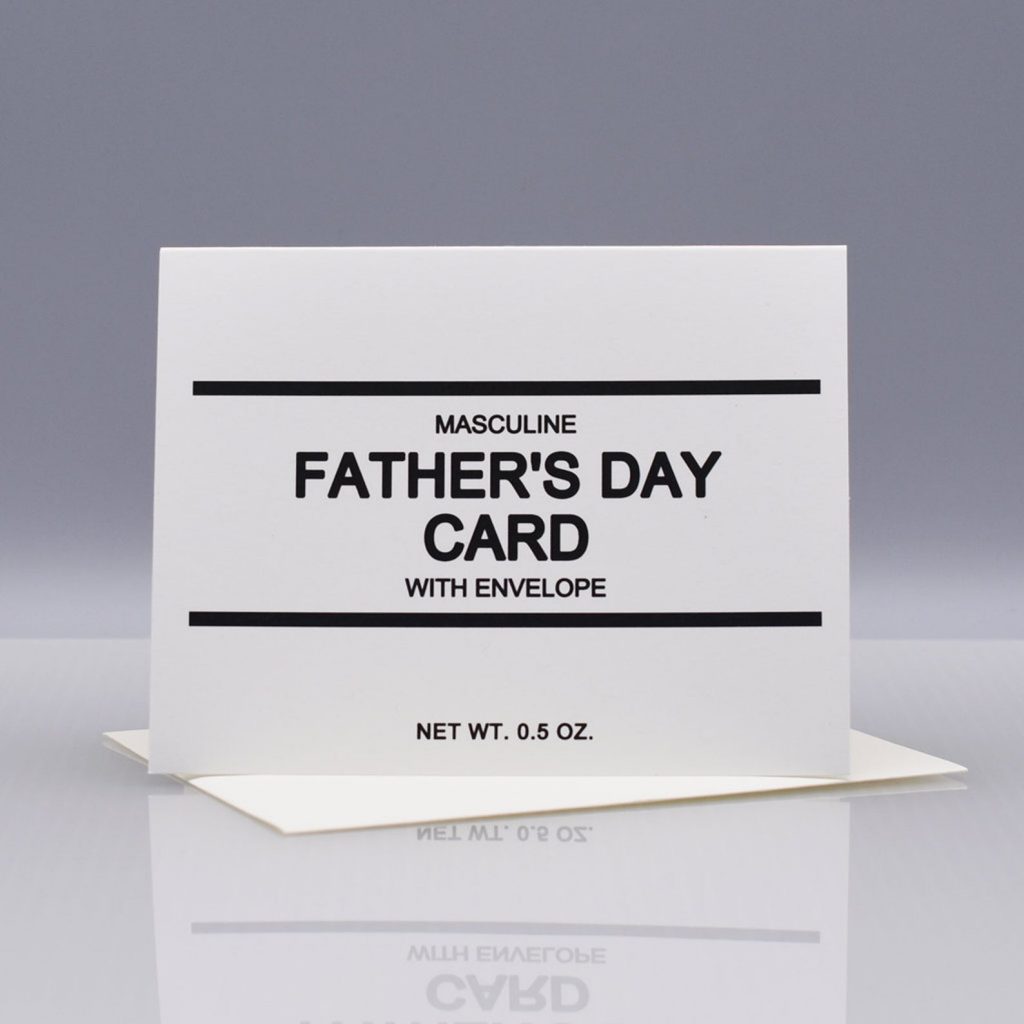 MASCULINE
FATHER'S DAY
CARD
WITH ENVELOPE
NET WT. 0.5 OZ.